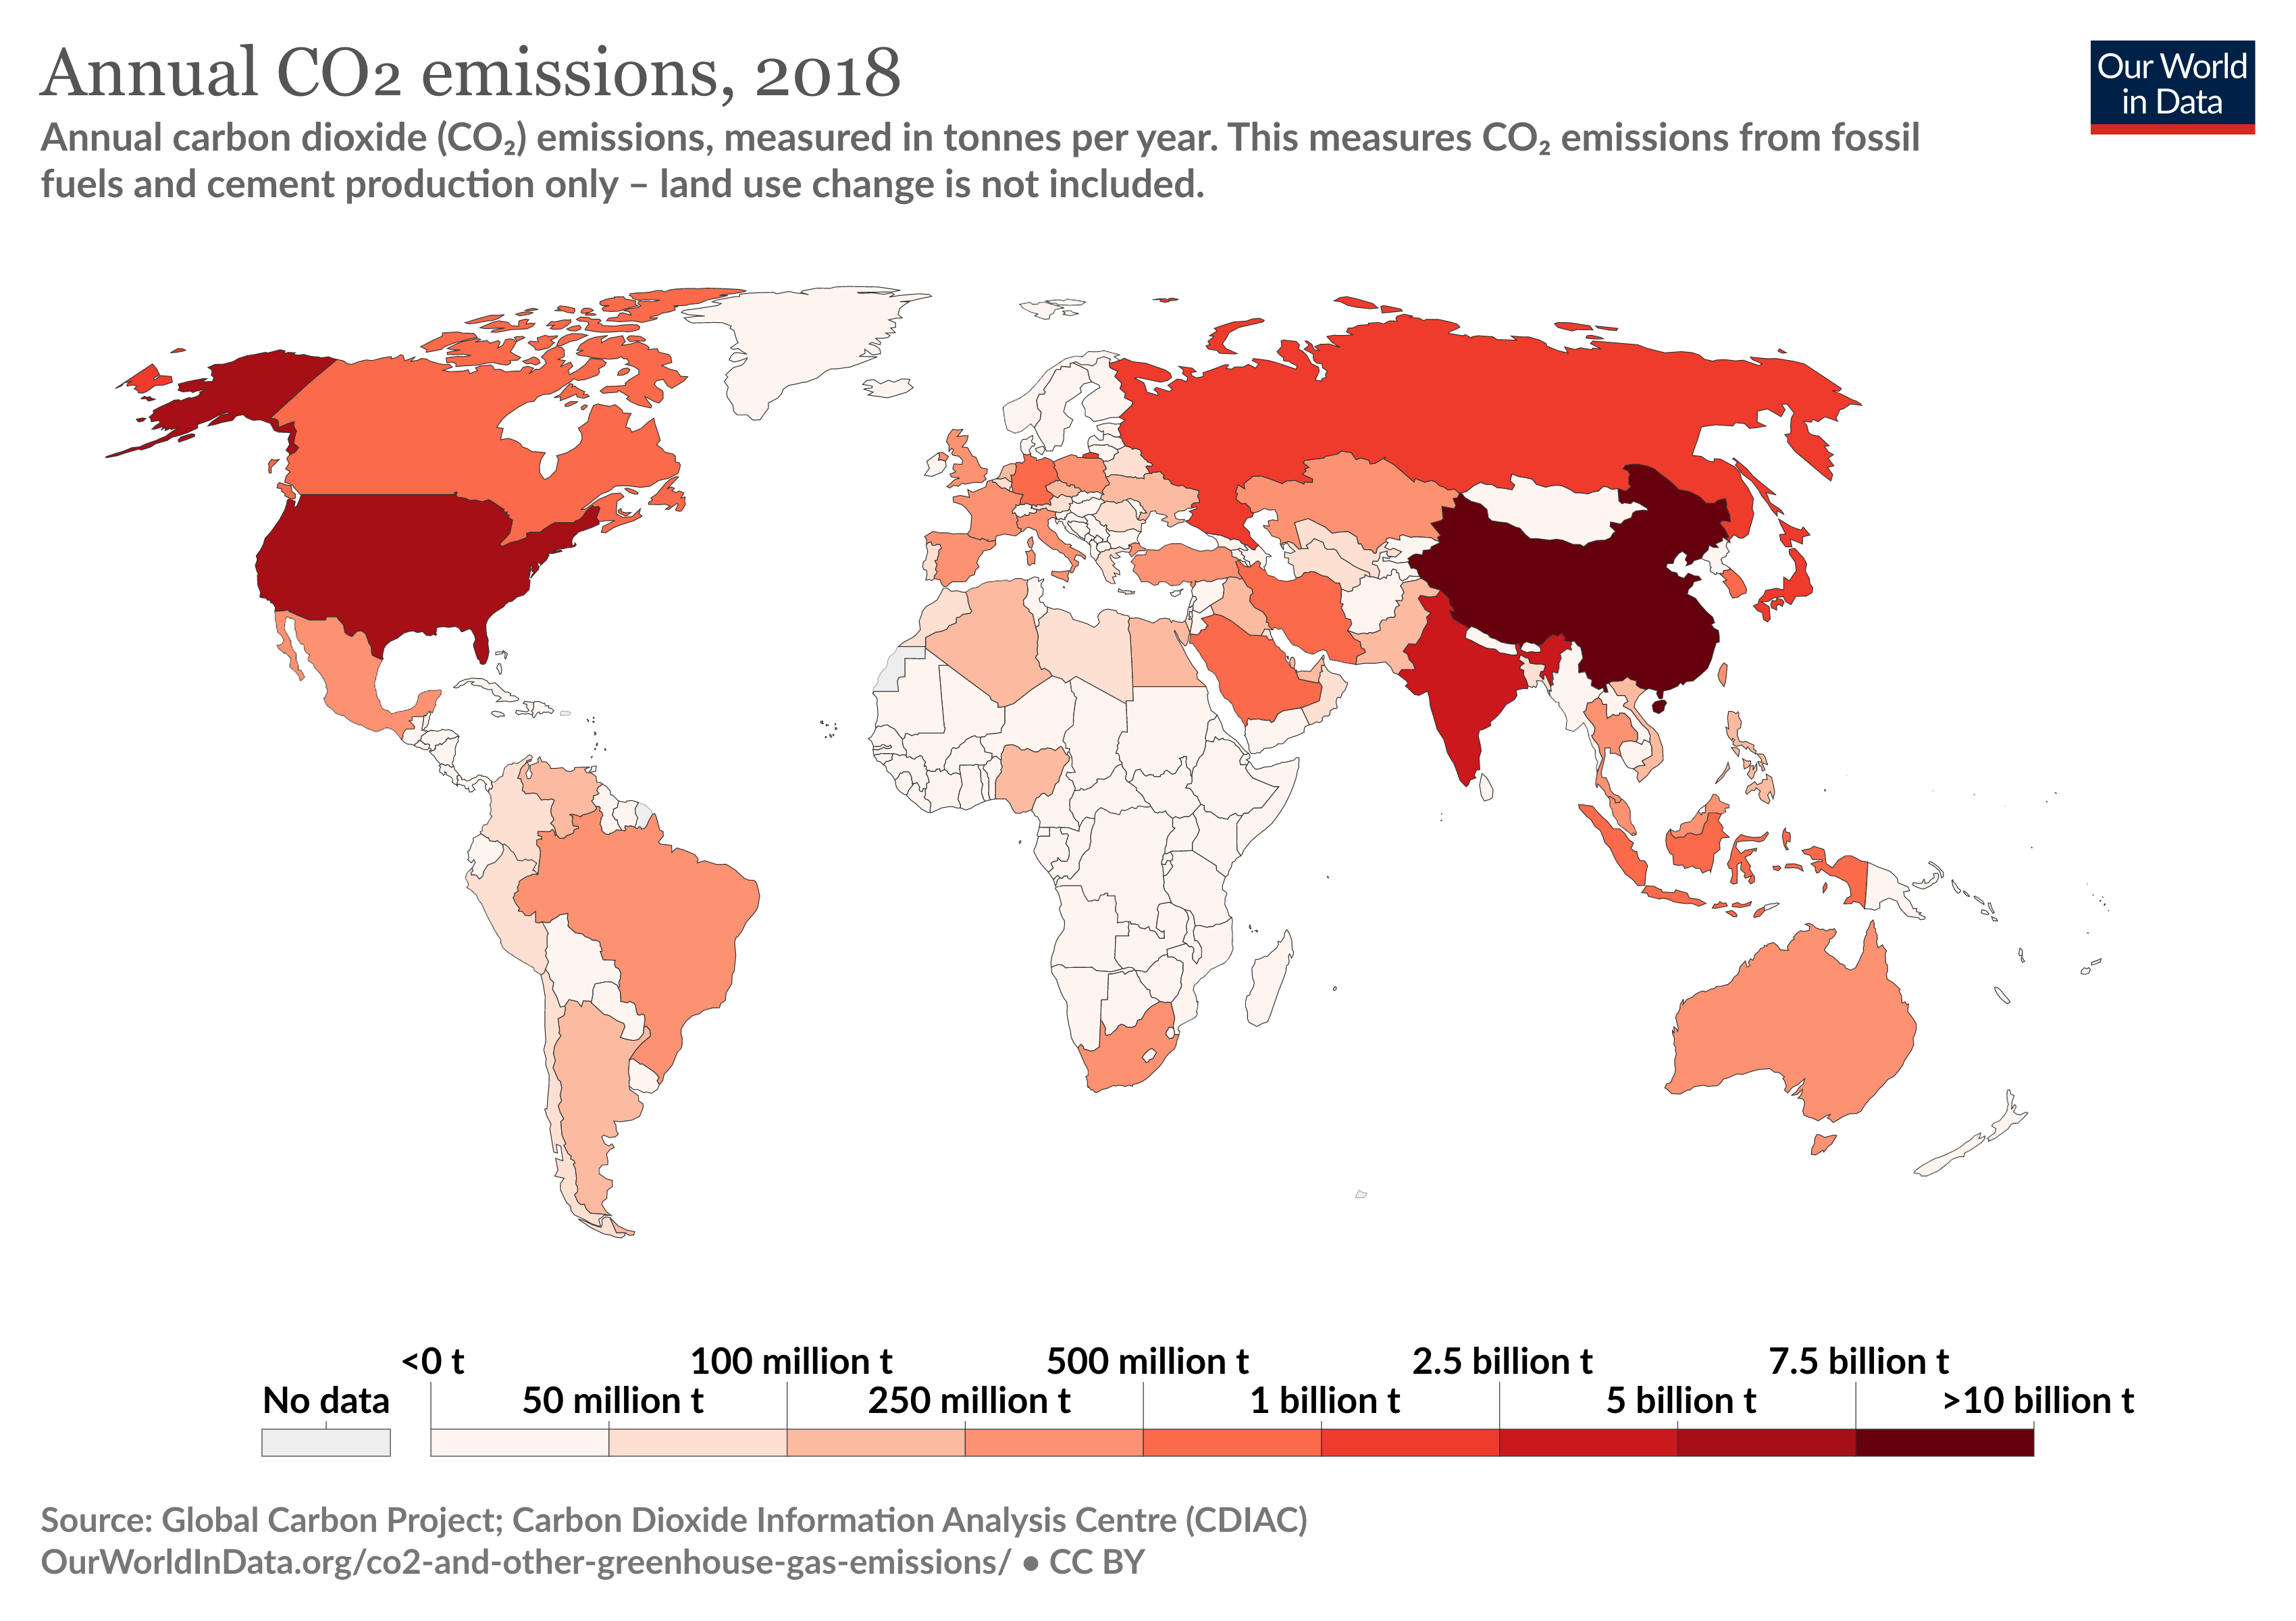 Annual CO2 emissions, 2018
Our World
in Data
Annual carbon dioxide (CO₂) emissions, measured in tonnes per year. This measures CO₂ emissions from fossil
fuels and cement production only – land use change is not included.
<0 t
100 million t
500 million t
2.5 billion t
7.5 billion t
No data
50 million t
250 million t
1 billion t
5 billion t
>10 billion t
Source: Global Carbon Project; Carbon Dioxide Information Analysis Centre (CDIAC)
OurWorldInData.org/co2-and-other-greenhouse-gas-emissions/ • CC BY